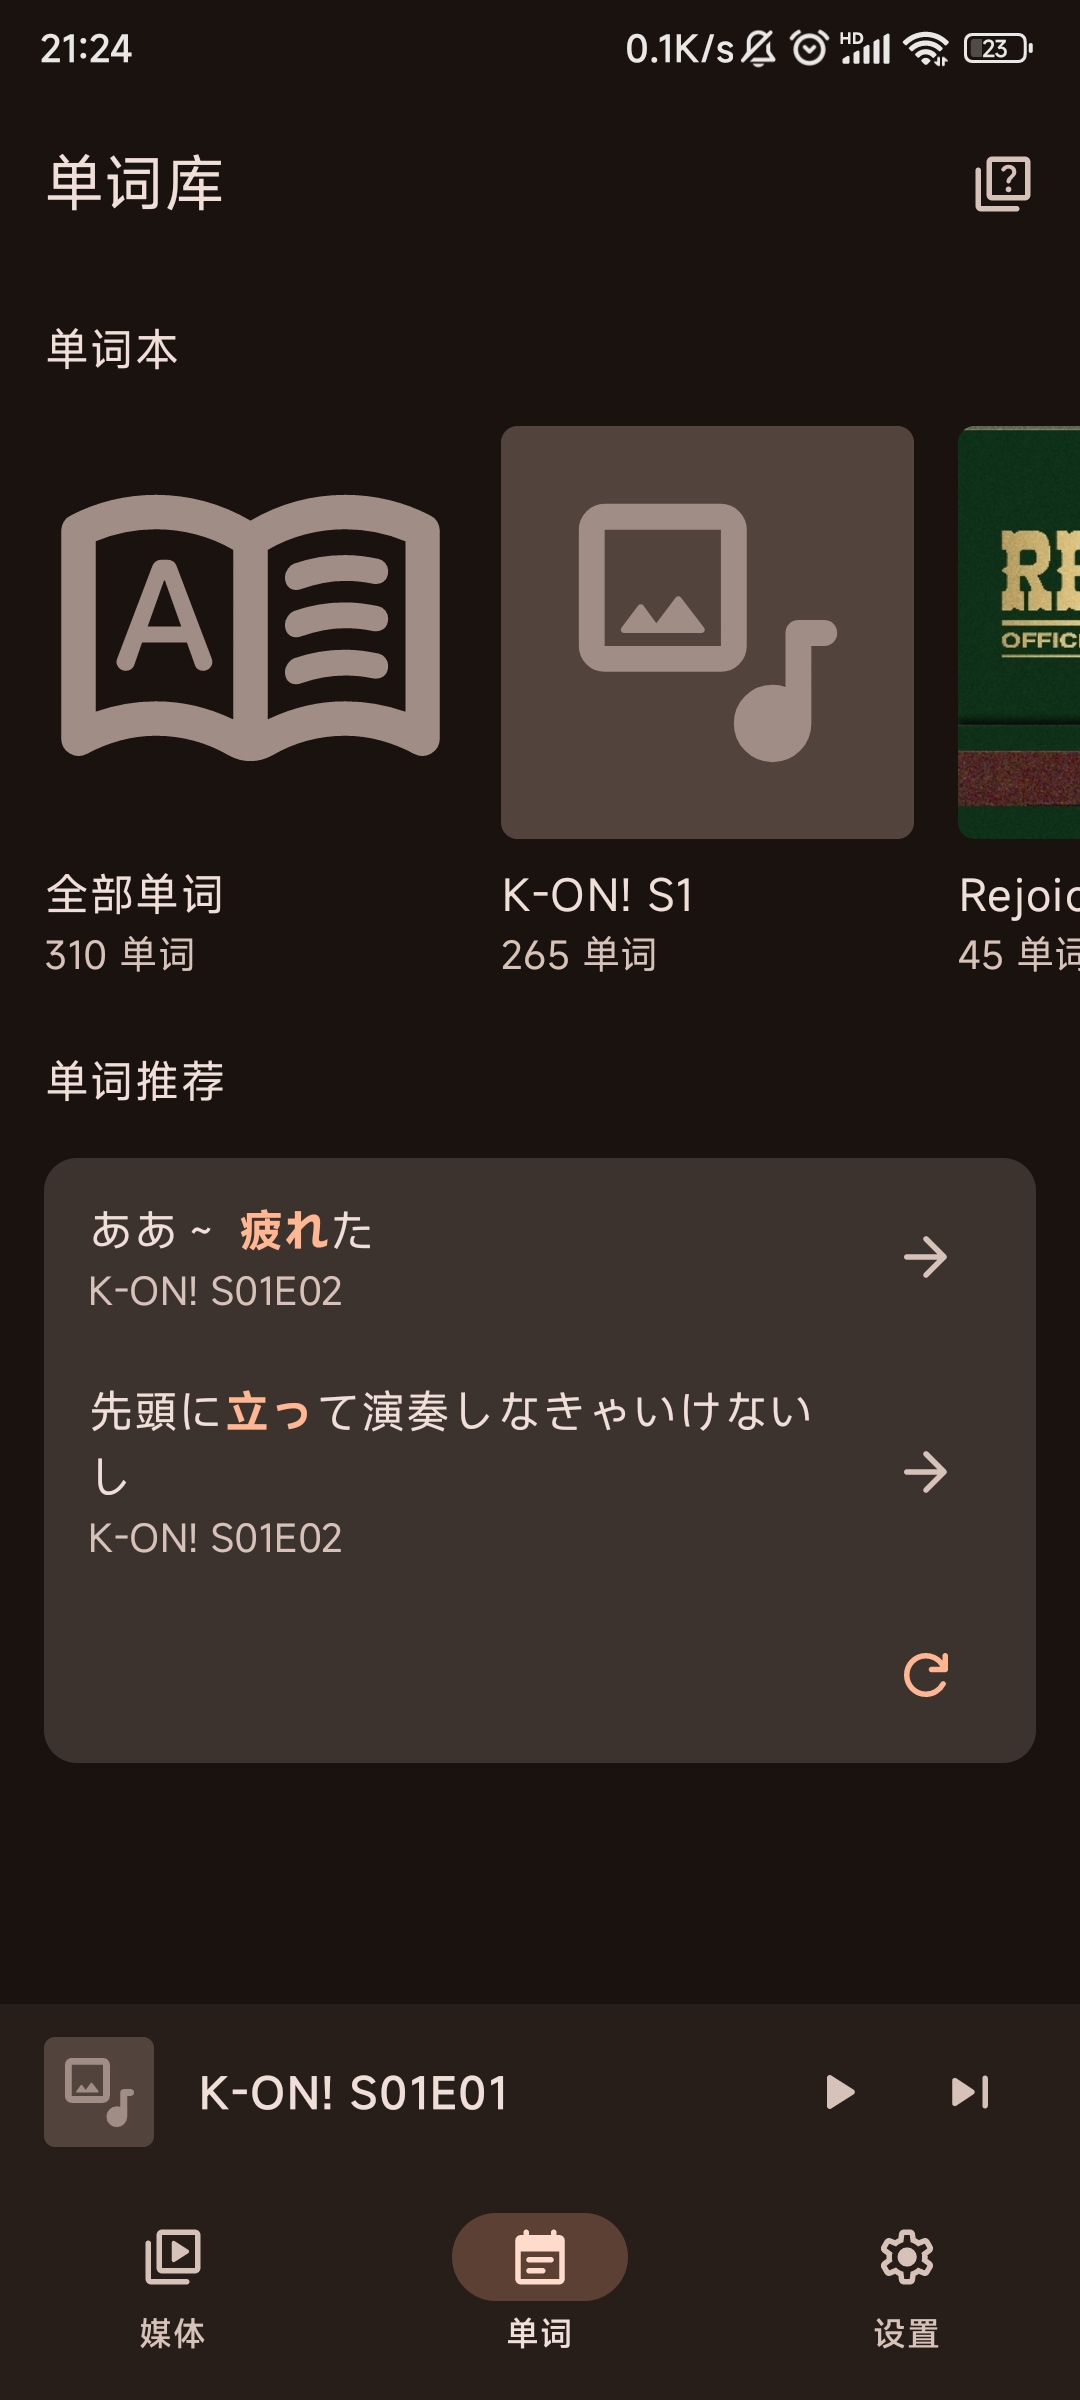 21:24
0.1K/s HD 23
单词库
单词本
A
RE
OFFIC
全部单词
310 单词
K-ON! S1
265 单词
Rejoic
45 单词
单词推荐
ああ ~ 疲れた
K-ON! S01E02
先頭に立って演奏しなきゃいけない
し
K-ON! S01E02
K-ON! S01E01
媒体
单词
设置